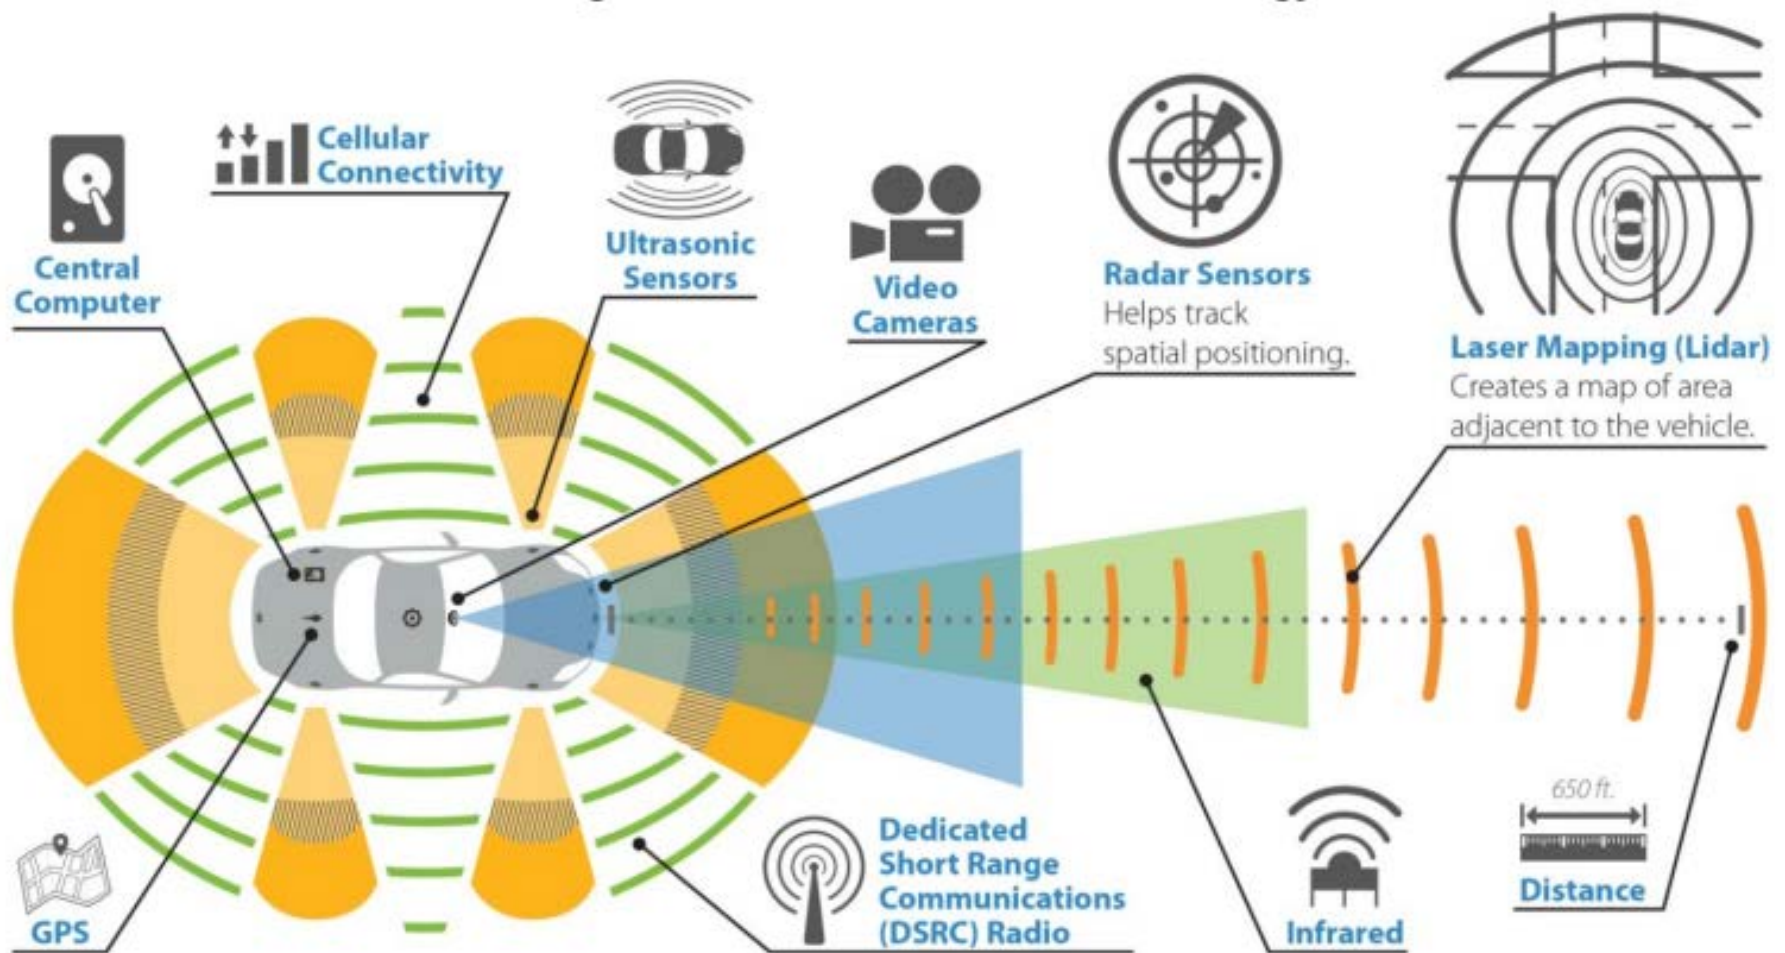 Cellular
Connectivity
Central
Computer
Ultrasonic
Sensors
Video
Cameras
Radar Sensors
Helps track
spatial positioning.
Laser Mapping (Lidar)
Creates a map of area
adjacent to the vehicle.
GPS
Dedicated
Short Range
Communications
(DSRC) Radio
Infrared
650 ft.
Distance